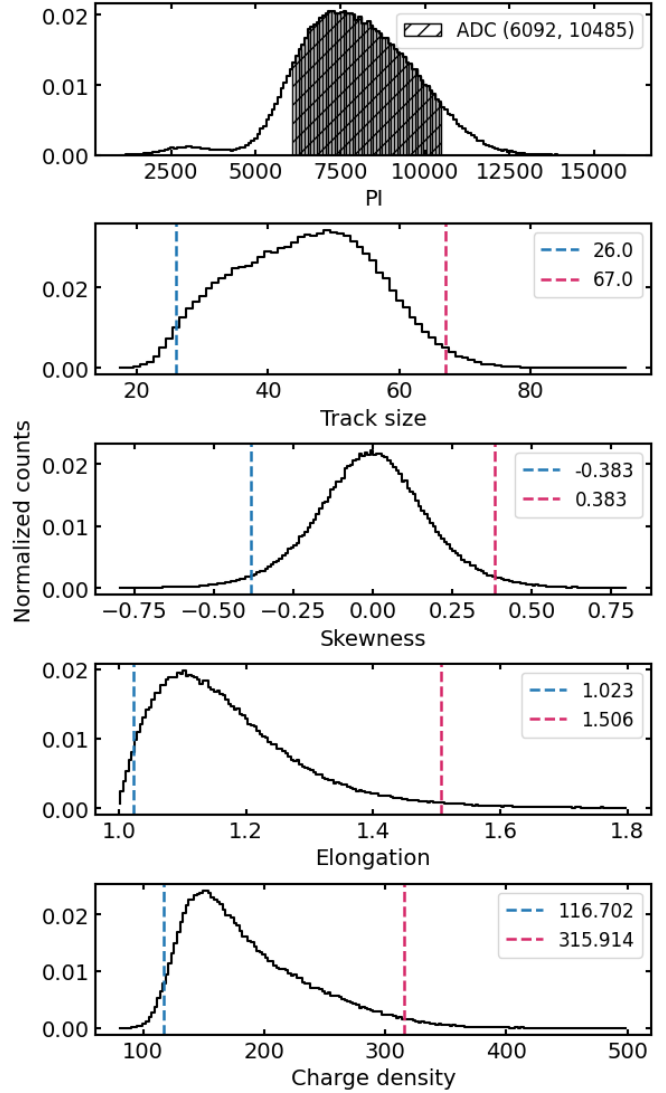 0.02
0.01
0.00
ADC (6092, 10485)
2500 5000 7500 10000 12500 15000
PI
0.02
0.00
26.0
67.0
20 40 60 80
Track size
Normalized counts
0.02
0.01
0.00
-0.383
0.383
−0.75 −0.50 −0.25 0.00 0.25 0.50 0.75
Skewness
0.02
0.01
0.00
1.023
1.506
1.0 1.2 1.4 1.6 1.8
Elongation
0.02
0.01
0.00
116.702
315.914
100 200 300 400 500
Charge density